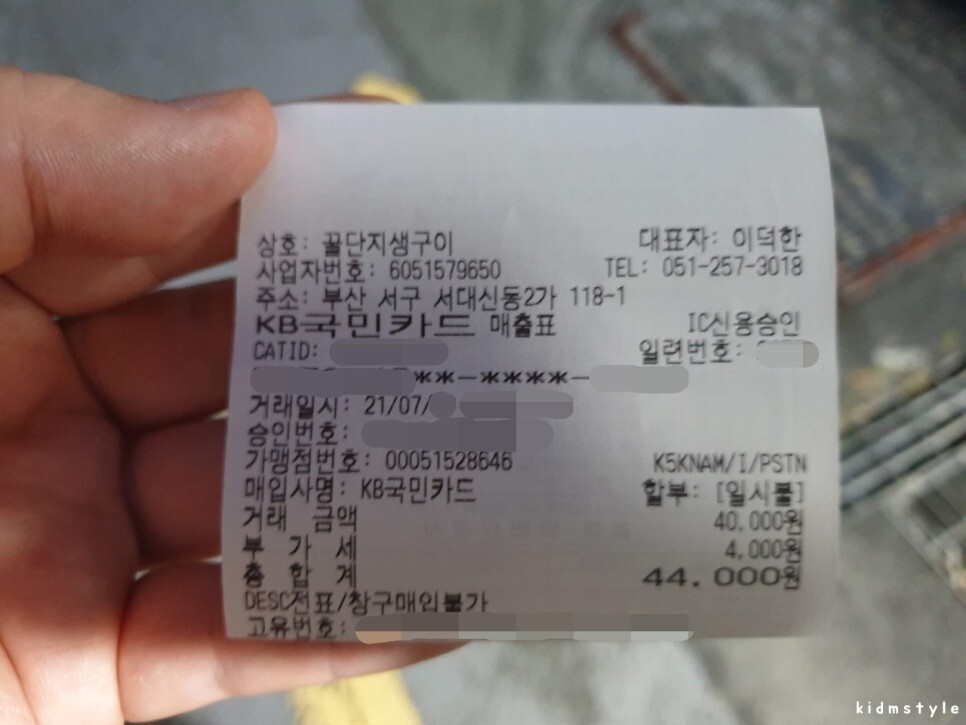 상호: 꿀단지생구이 대표자: 이덕한
사업자번호: 6051579650 TEL: 051-257-3018
주소: 부산 서구 서대신동2가 118-1
KB국민카드 매출표 IC신용승인
CATID: 일련번호:
**-****-
거래일시: 21/07/
승인번호:
가맹점번호: 00051528646 K5KNAM/I/PSTN
매입사명: KB국민카드 할부: [일시불]
거래 금액 40,000원
부 가 세 4,000원
총 합 계 44,000원
DESC전표/창구매입불가
고유번호:
kidmstyle